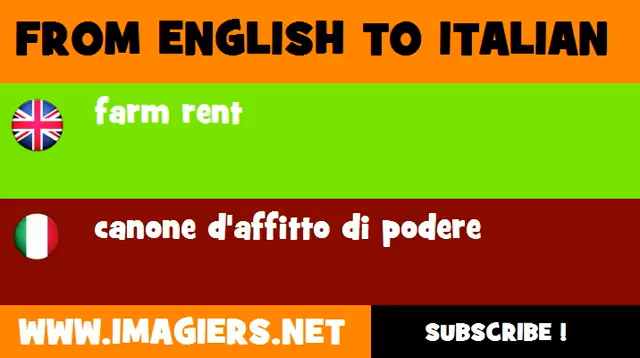 FROM ENGLISH TO ITALIAN
farm rent
canone d'affitto di podere
WWW.IMAGIERS.NET
SUBSCRIBE !